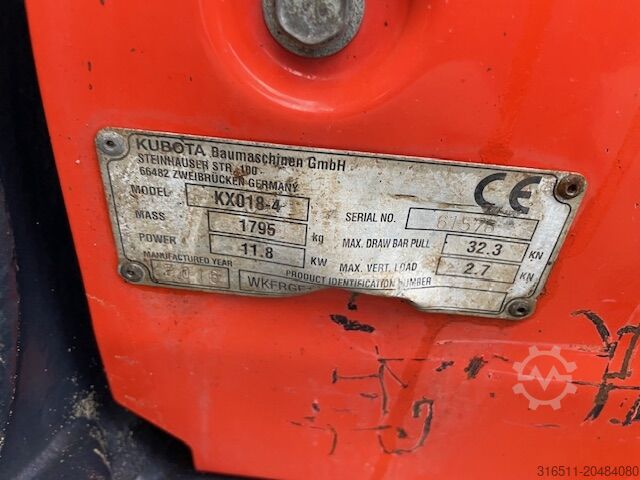 KUBOTA Baumaschinen GmbH
STEINHAUSER STR. 100
66482 ZWEIBRÜCKEN GERMANY
MODEL KX018-4
MASS 1795 kg
POWER 11.8 KW
MANUFACTURED YEAR
SERIAL NO.
MAX. DRAW BAR PULL 32.3 KN
MAX. VERT. LOAD 2.7 KN
PRODUCT IDENTIFICATION NUMBER
WKFRGE
CE
316511-20484080